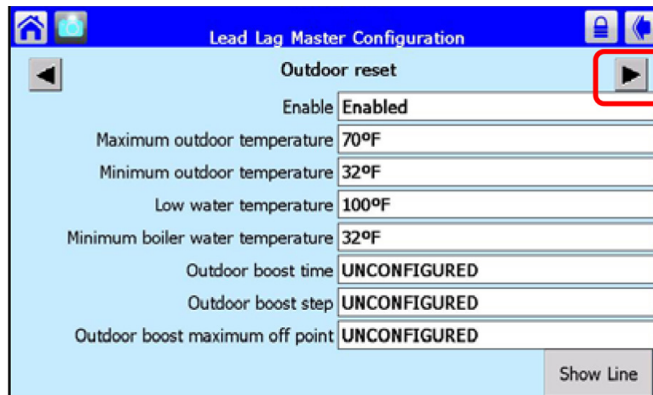 Lead Lag Master Configuration
Outdoor reset
Enable Enabled
Maximum outdoor temperature 70ºF
Minimum outdoor temperature 32ºF
Low water temperature 100ºF
Minimum boiler water temperature 32ºF
Outdoor boost time UNCONFIGURED
Outdoor boost step UNCONFIGURED
Outdoor boost maximum off point UNCONFIGURED
Show Line